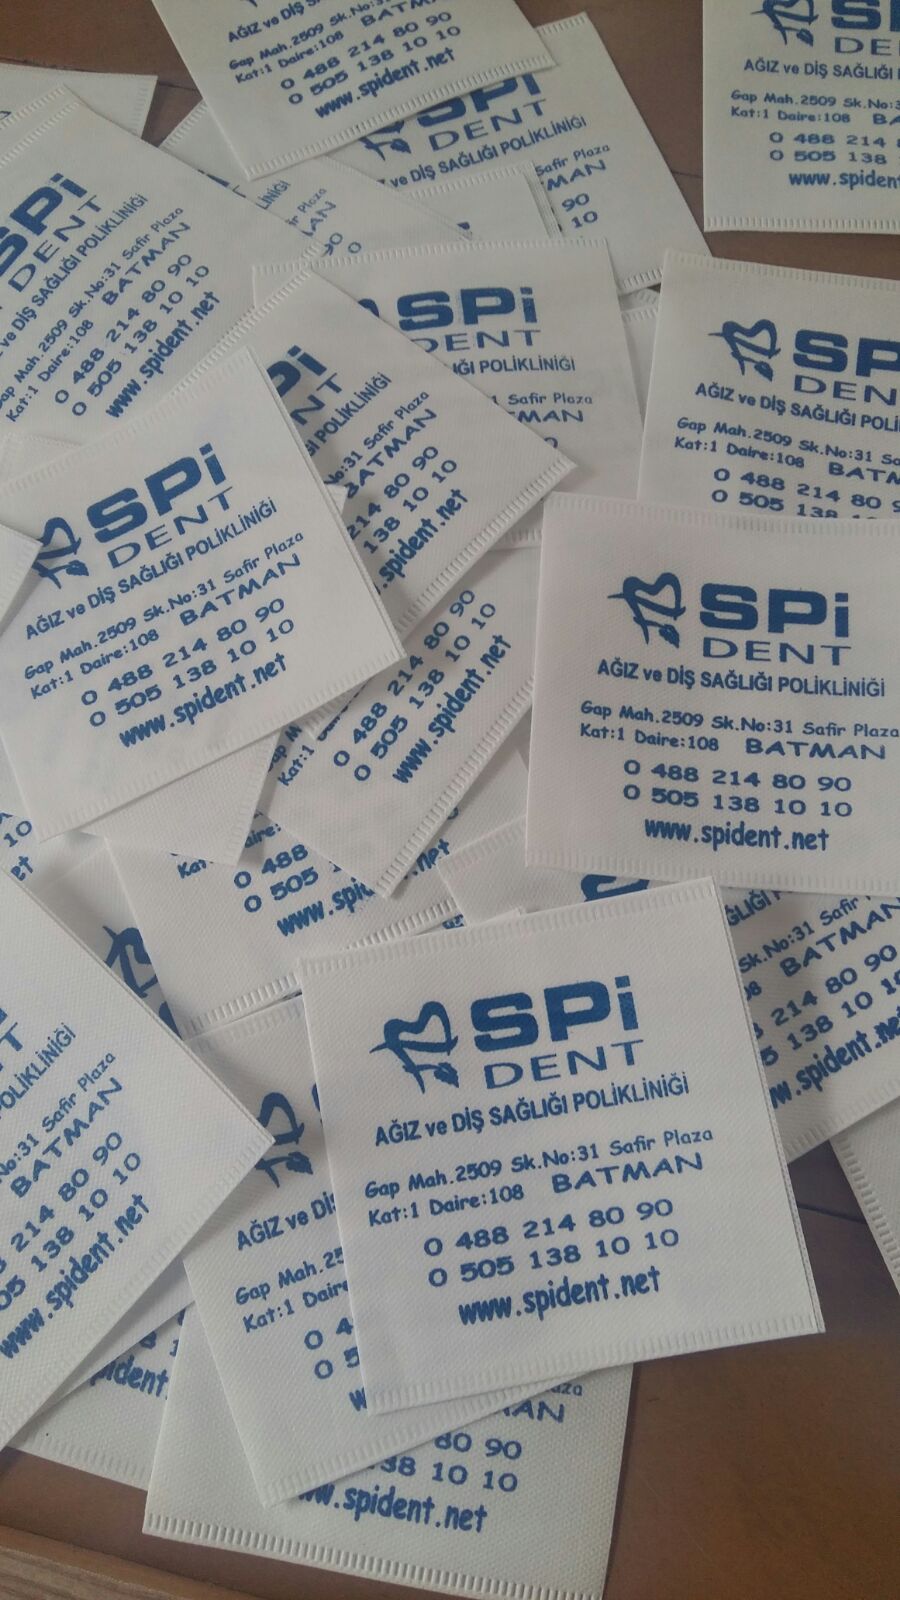 SPi
DENT
AĞIZ ve DİŞ SAĞLIĞI POLİKLİNİĞİ
Gap Mah.2509 Sk.No:31 Safir Plaza
Kat:1 Daire:108 BATMAN
0 488 214 80 90
0 505 138 10 10
www.spident.net